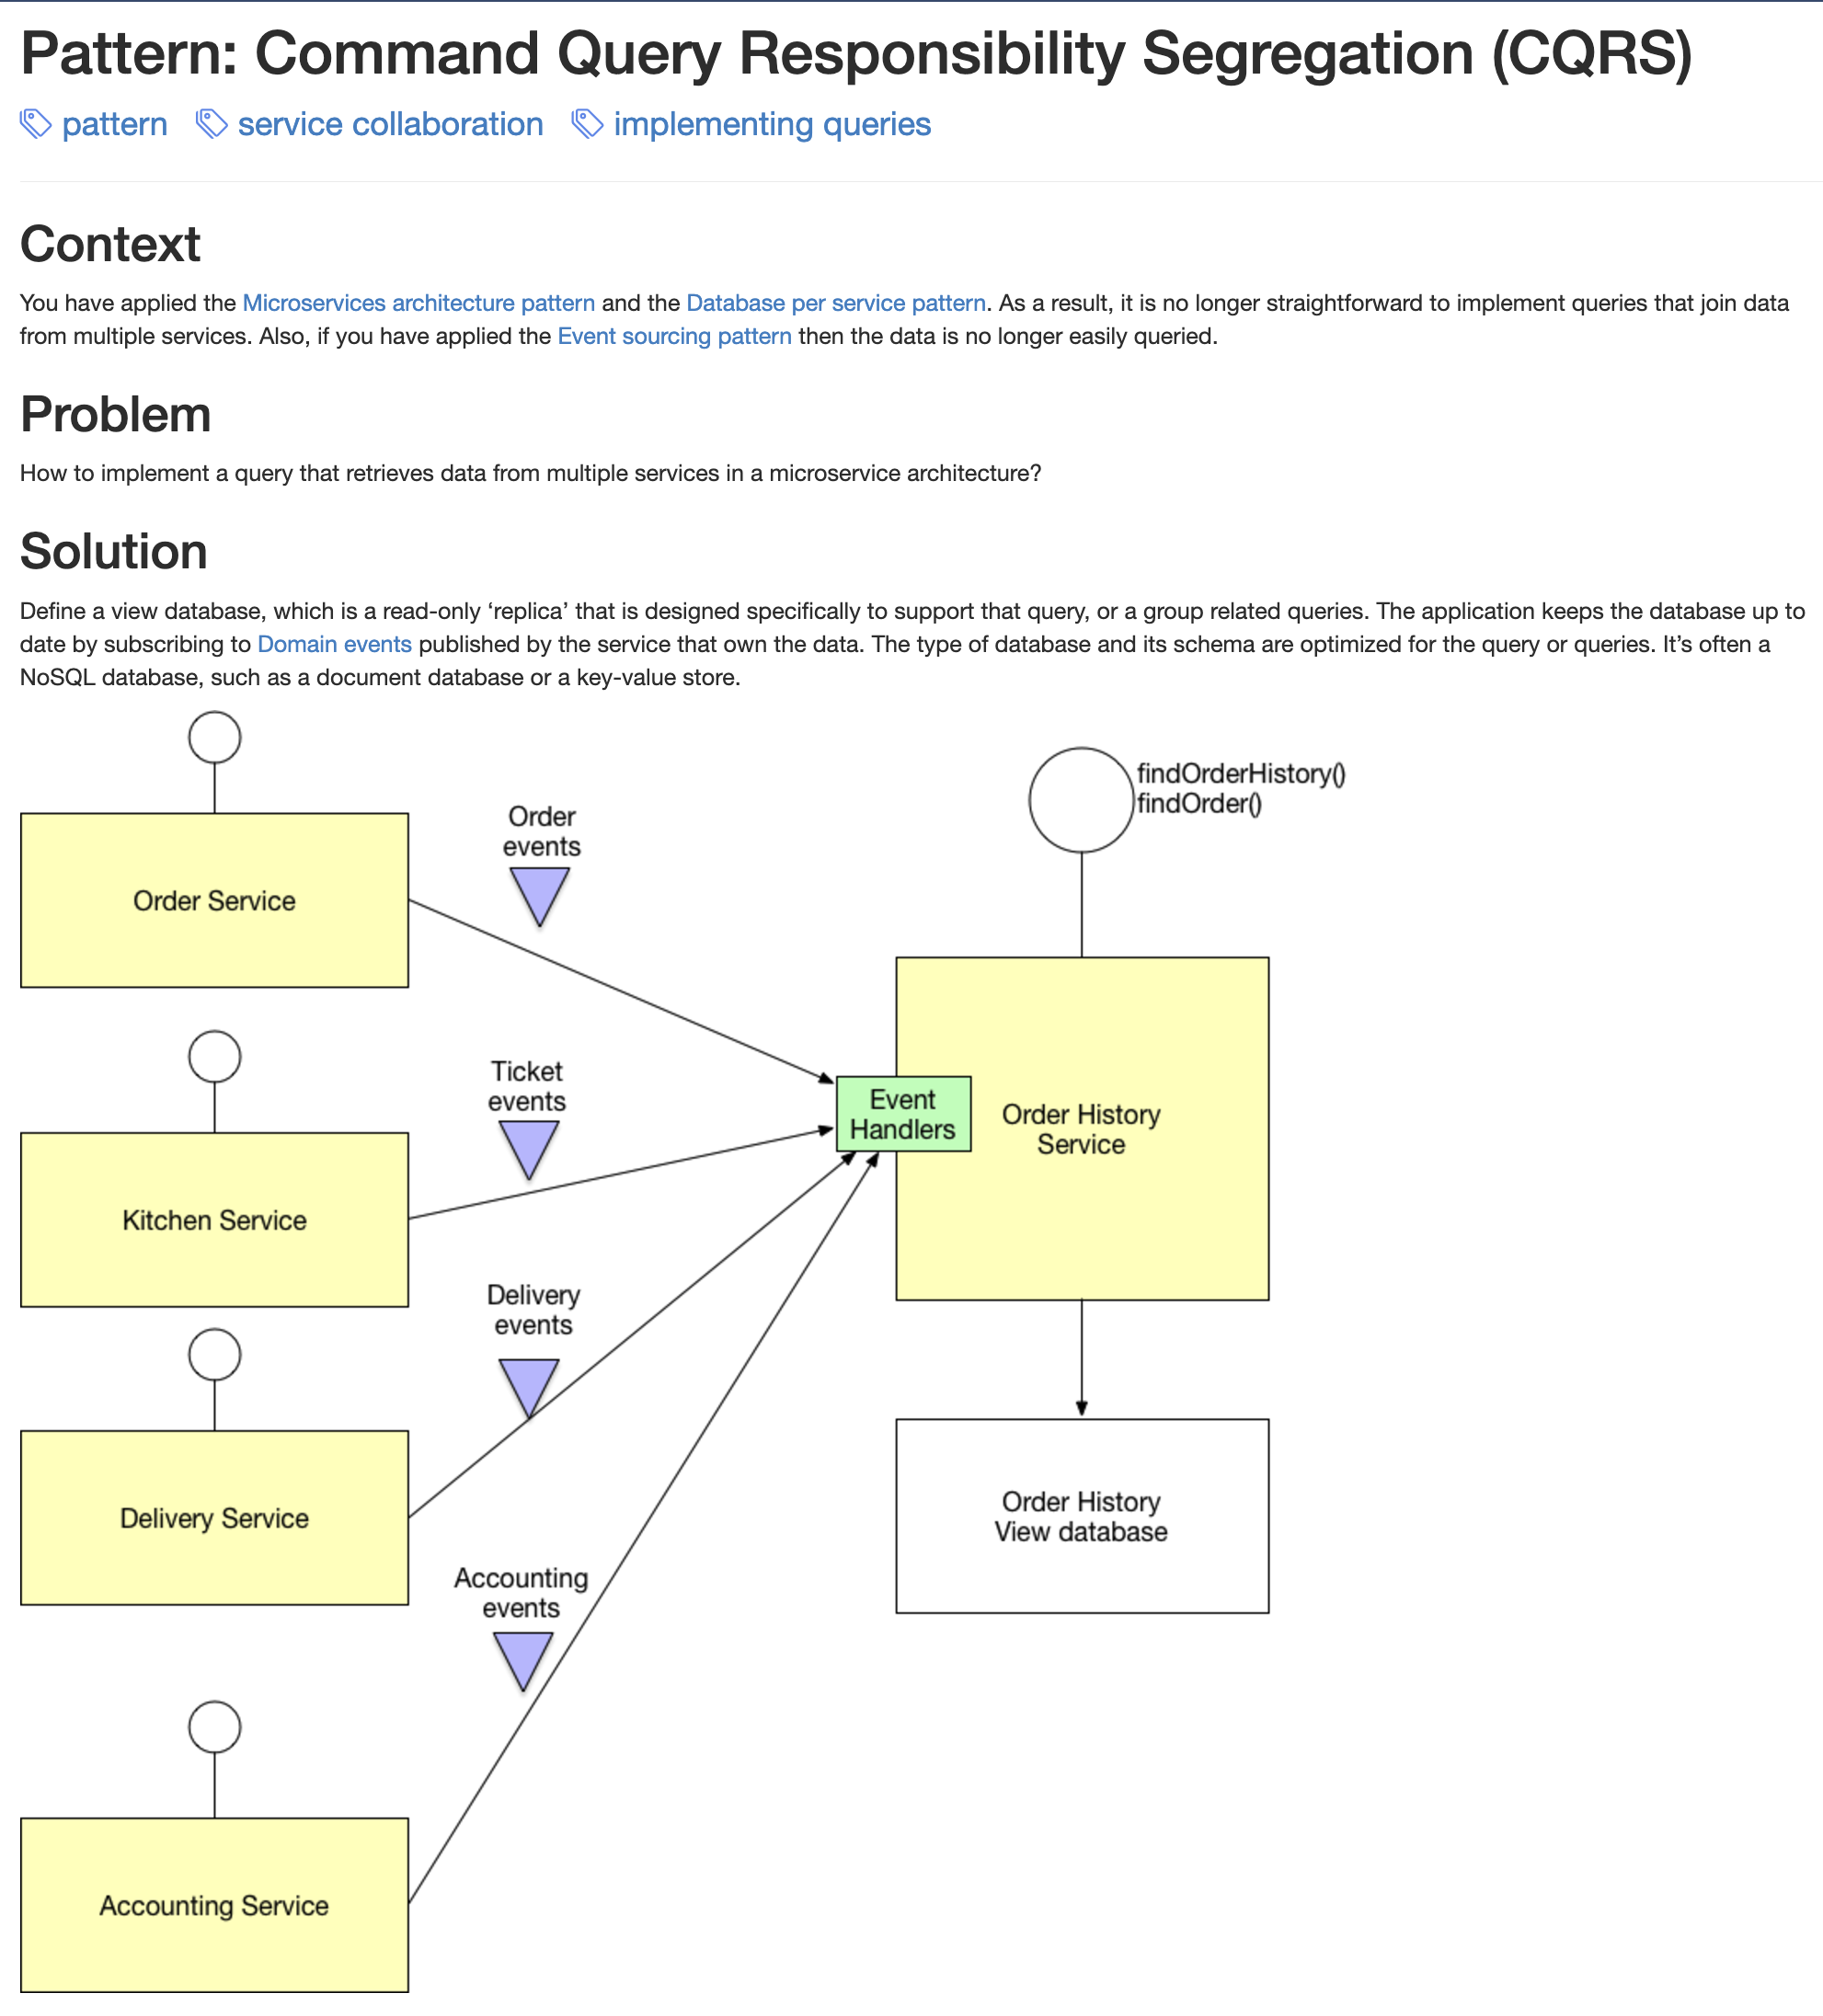 Pattern: Command Query Responsibility Segregation (CQRS)
pattern service collaboration implementing queries
Context
You have applied the Microservices architecture pattern and the Database per service pattern. As a result, it is no longer straightforward to implement queries that join data
from multiple services. Also, if you have applied the Event sourcing pattern then the data is no longer easily queried.
Problem
How to implement a query that retrieves data from multiple services in a microservice architecture?
Solution
Define a view database, which is a read-only ‘replica’ that is designed specifically to support that query, or a group related queries. The application keeps the database up to
date by subscribing to Domain events published by the service that own the data. The type of database and its schema are optimized for the query or queries. It’s often a
NoSQL database, such as a document database or a key-value store.
findOrderHistory()
findOrder()
Order
events
Order Service
Ticket
events
Event
Handlers
Order History
Service
Kitchen Service
Delivery
events
Delivery Service
Order History
View database
Accounting
events
Accounting Service